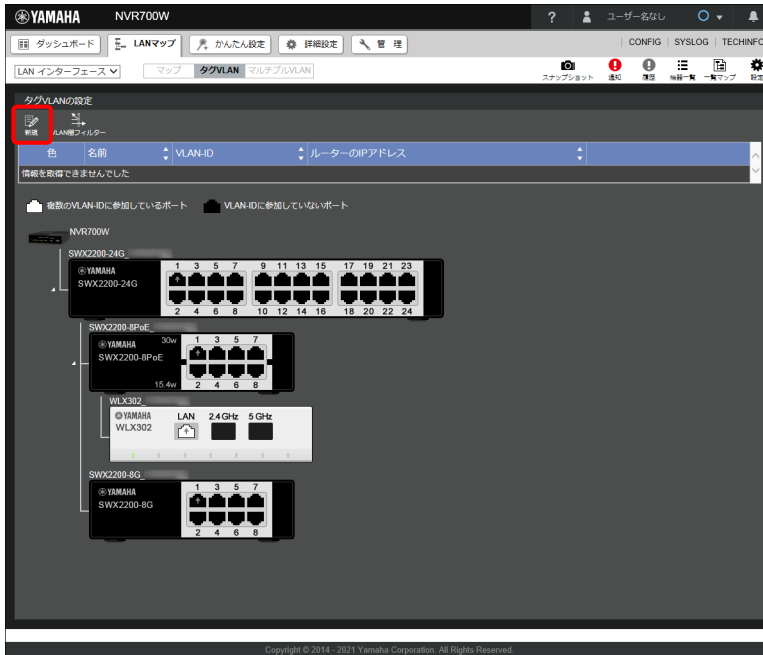 YAMAHA NVR700W ? ユーザー名なし
ダッシュボード LANマップ かんたん設定 詳細設定 管 理 CONFIG SYSLOG TECHINFO
LAN インターフェース マップ タグVLAN マルチプルVLAN スナップショット 通知 履歴 機器一覧 一覧マップ 設定
タグVLANの設定
新規 VLAN間フィルター
色 名前 VLAN-ID ルーターのIPアドレス
情報を取得できませんでした
複数のVLAN-IDに参加しているポート VLAN-IDに参加していないポート
NVR700W
SWX2200-24G_
YAMAHA 1 3 5 7 9 11 13 15 17 19 21 23
SWX2200-24G
2 4 6 8 10 12 14 16 18 20 22 24
SWX2200-8PoE_
YAMAHA 30w 1 3 5 7
SWX2200-8PoE
15.4w 2 4 6 8
WLX302_
YAMAHA LAN 2.4 GHz 5 GHz
WLX302
SWX2200-8G_
YAMAHA 1 3 5 7
SWX2200-8G
2 4 6 8
Copyright © 2014 - 2021 Yamaha Corporation. All Rights Reserved.